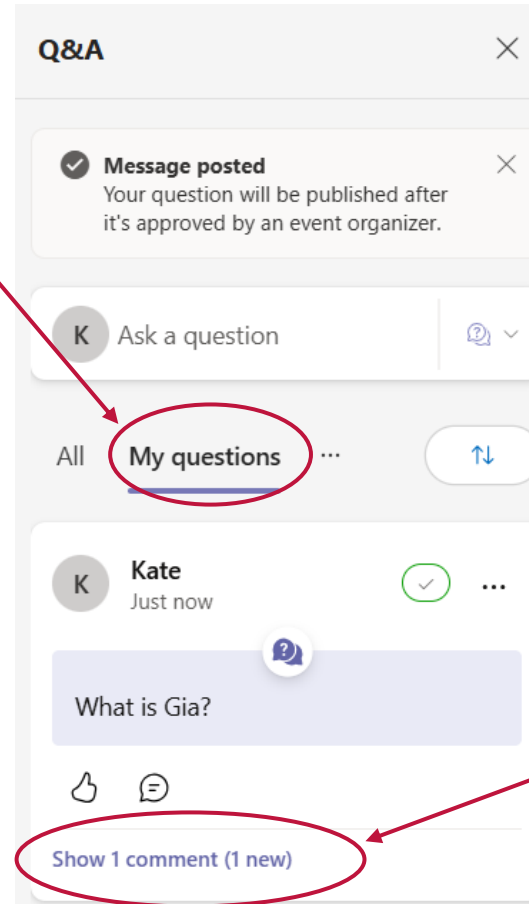 Q&A
Message posted
Your question will be published after
it's approved by an event organizer.
K Ask a question
All My questions ...
K Kate
Just now
What is Gia?
Show 1 comment (1 new)